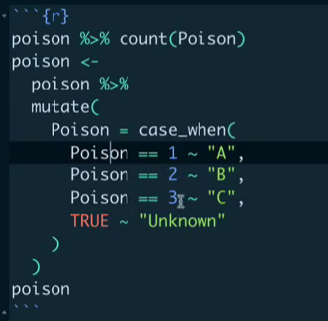 ```{r}
poison %>% count(Poison)
poison <-
  poison %>%
  mutate(
    Poison = case_when(
      Poison == 1 ~ "A",
      Poison == 2 ~ "B",
      Poison == 3 ~ "C",
      TRUE ~ "Unknown"
    )
  )
poison
```